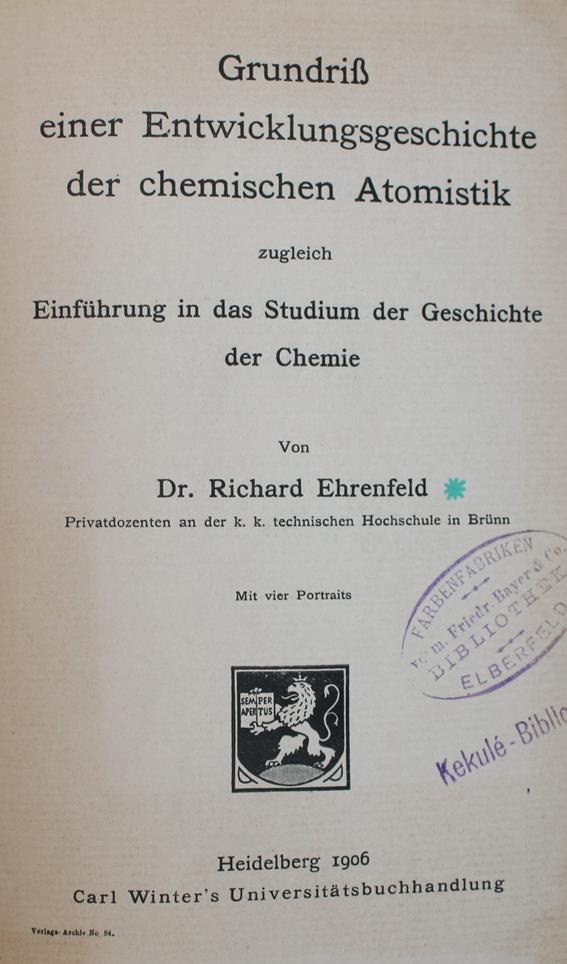 Grundriß
einer Entwicklungsgeschichte
der chemischen Atomistik
zugleich
Einführung in das Studium der Geschichte
der Chemie
Von
Dr. Richard Ehrenfeld
Privatdozenten an der k. k. technischen Hochschule in Brünn
Mit vier Portraits
FARBENFABRIKEN
vorm. Friedr. Bayer & Co.
BIBLIOTHEK
ELBERFELD
Kekulé-Biblio
SEMPER
APERTUS
Heidelberg 1906
Carl Winter's Universitätsbuchhandlung
Verlags-Archiv No. 84.